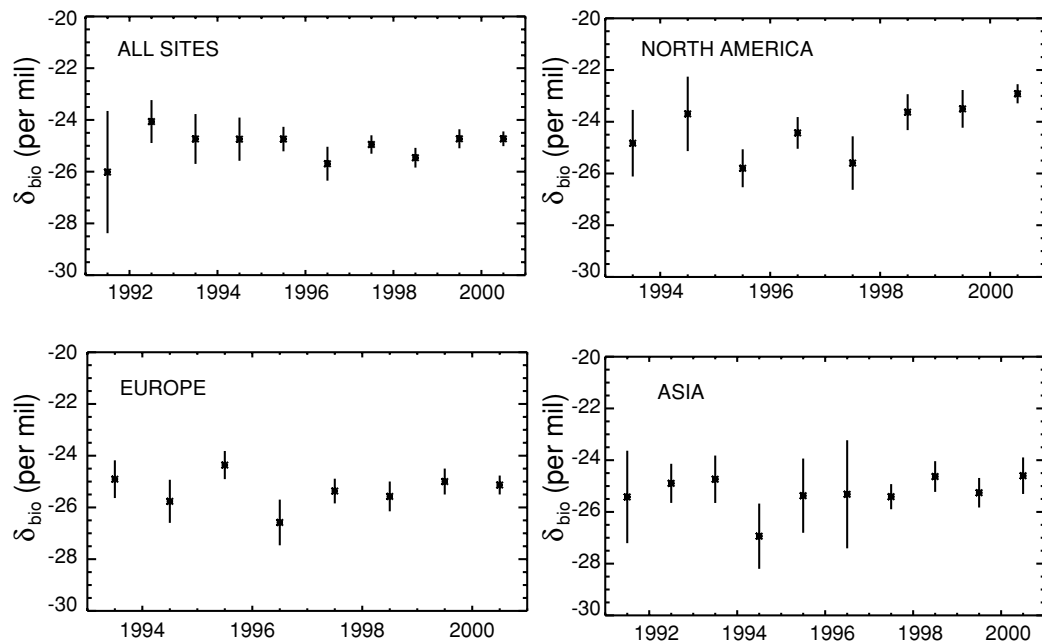 ALL SITES
δbio (per mil)
-20
-22
-24
-26
-28
-30
1992 1994 1996 1998 2000
NORTH AMERICA
δbio (per mil)
-20
-22
-24
-26
-28
-30
1994 1996 1998 2000
EUROPE
δbio (per mil)
-20
-22
-24
-26
-28
-30
1994 1996 1998 2000
ASIA
δbio (per mil)
-20
-22
-24
-26
-28
-30
1992 1994 1996 1998 2000